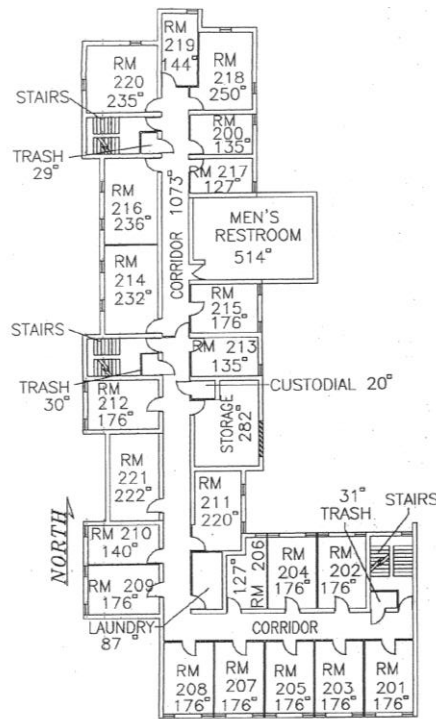 RM
219
144▫
RM
220
235▫
RM
218
250▫
STAIRS
RM
200
135▫
TRASH
29▫
RM 217
127▫
RM
216
236▫
CORRIDOR 1073▫
MEN'S
RESTROOM
514▫
RM
214
232▫
RM
215
176▫
STAIRS
RM 213
135▫
TRASH
30▫
CUSTODIAL 20▫
RM
212
176▫
STORAGE
282▫
RM
221
222▫
RM
211
220▫
31▫
TRASH
STAIRS
NORTH
RM 210
140▫
RM 206
127▫
RM
204
176▫
RM
202
176▫
RM 209
176▫
LAUNDRY
87▫
CORRIDOR
RM
208
176▫
RM
207
176▫
RM
205
176▫
RM
203
176▫
RM
201
176▫